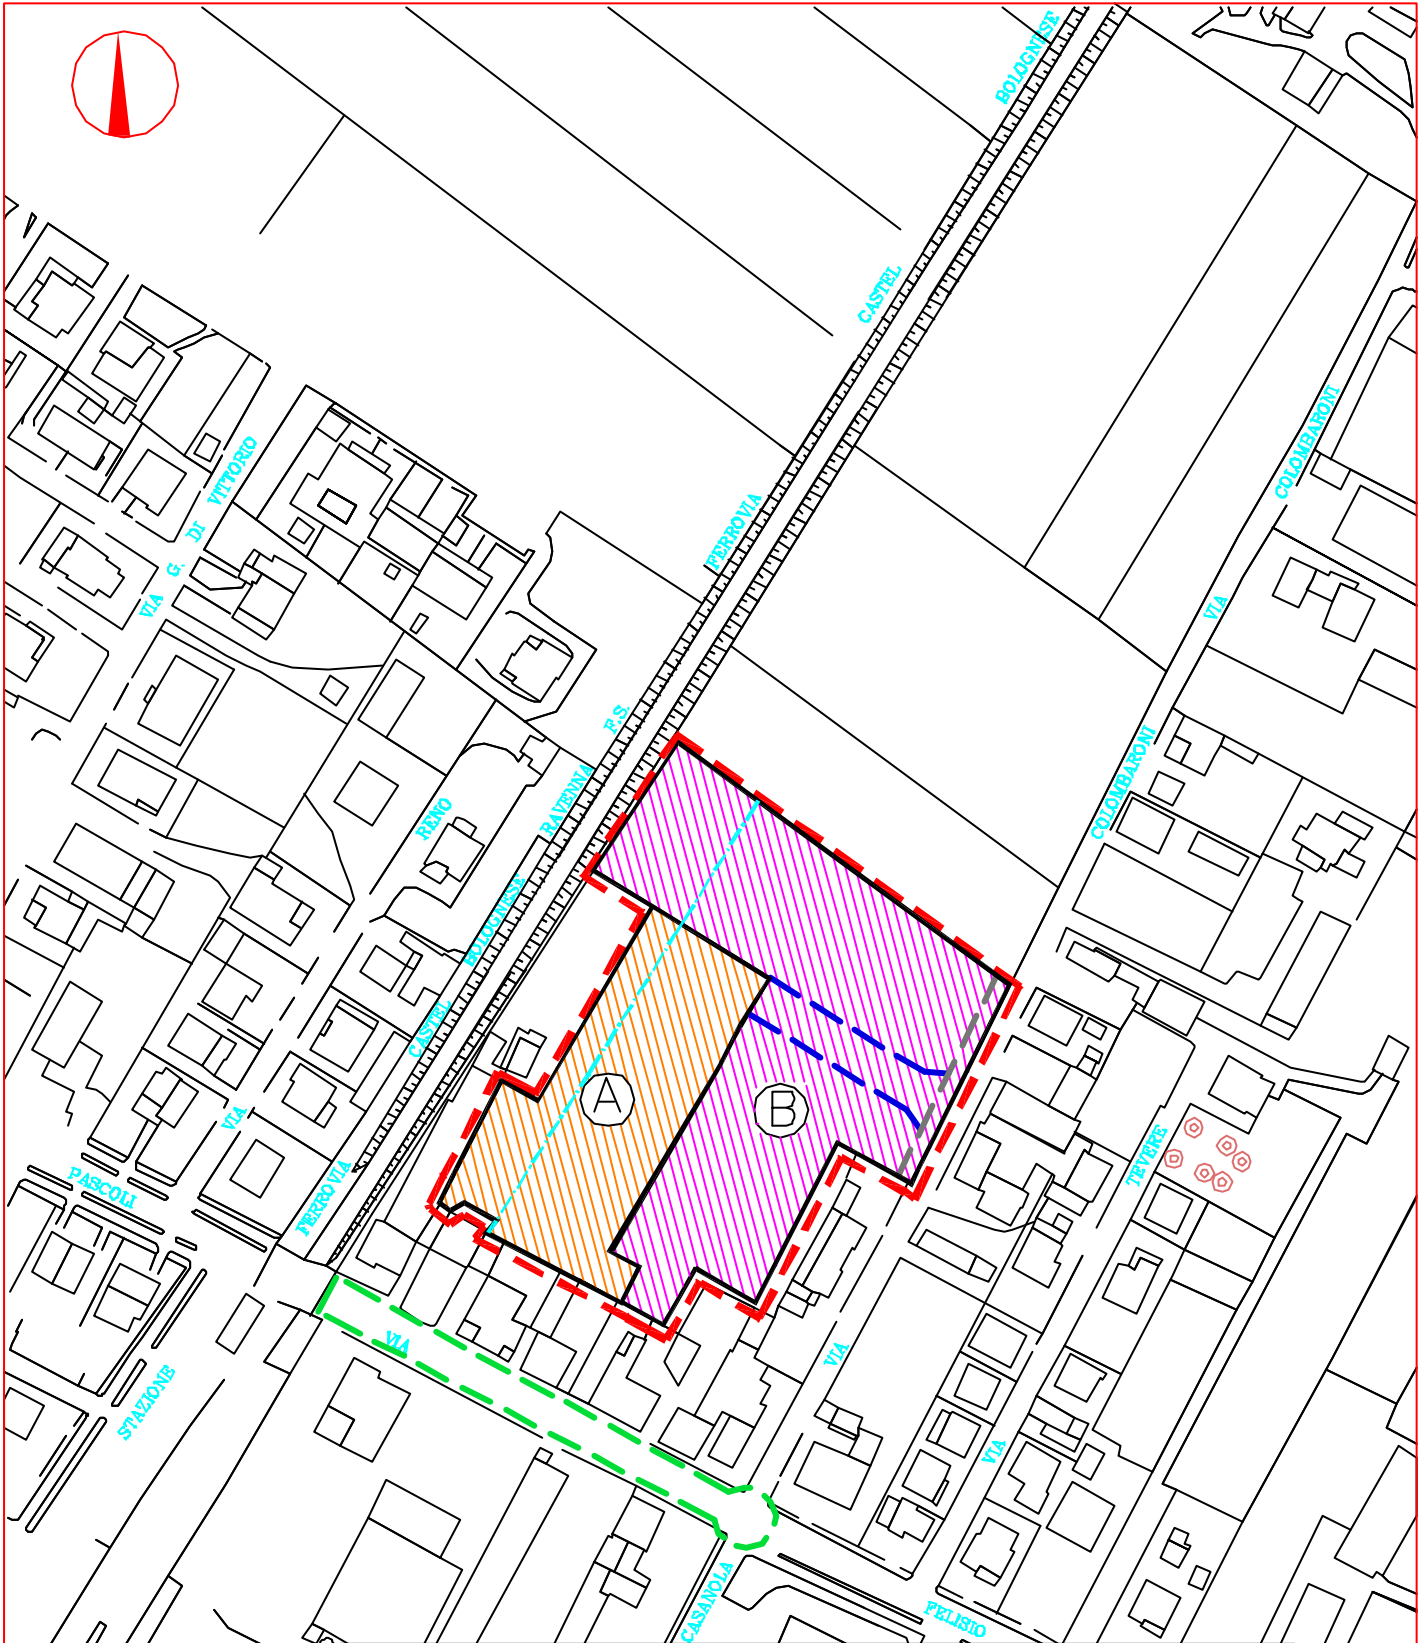 BOLOGNESE
CASTEL
COLOMBARONI
VIA G. DI VITTORIO
FERROVIA
VIA
F.S.
COLOMBARONI
RAVENNA
RENO
BOLOGNESE
CASTEL
A
B
VIA
TEVERE
PASCOLI
FERROVIA
VIA
VIA
STAZIONE
VIA
CASANOLA
FELISIO